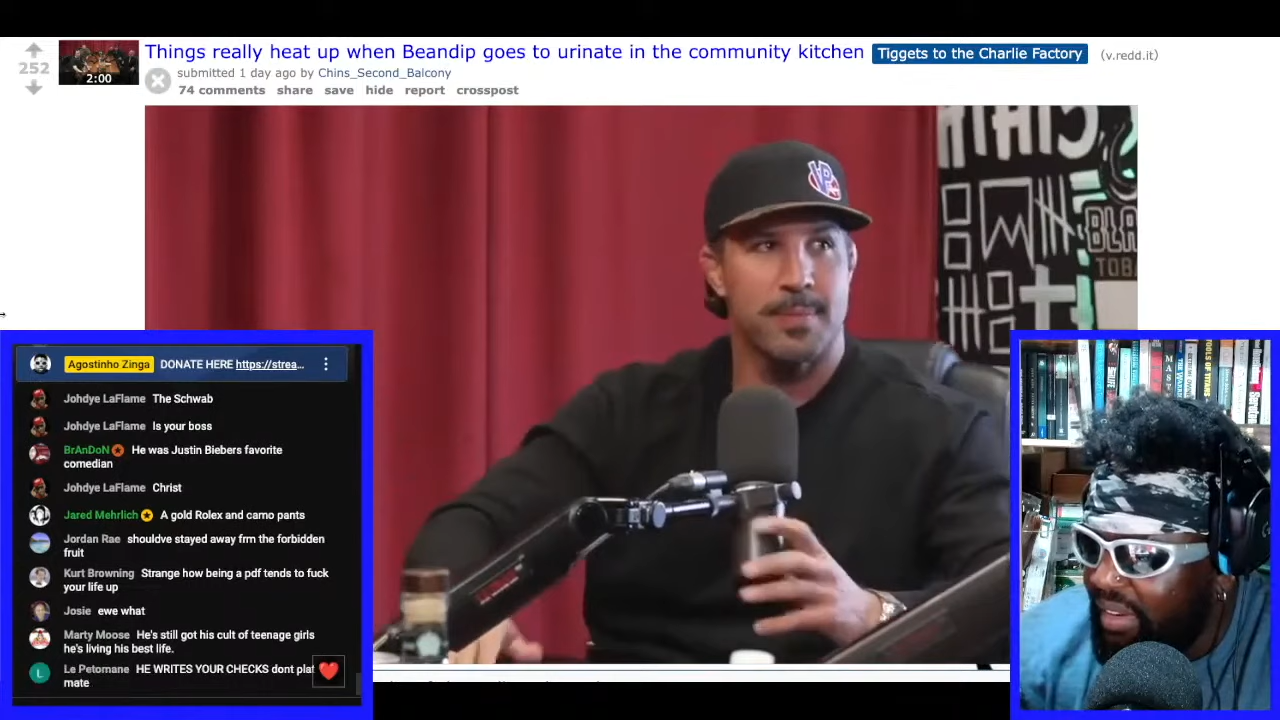 Things really heat up when Beandip goes to urinate in the community kitchen Tiggets to the Charlie Factory (v.redd.it)
252
2:00
submitted 1 day ago by Chins_Second_Balcony
74 comments share save hide report crosspost
VP
BLA
TOBA
Agostinho Zinga DONATE HERE https://strea...
Johdye LaFlame The Schwab
Johdye LaFlame Is your boss
BrAnDoN He was Justin Biebers favorite
comedian
Johdye LaFlame Christ
Jared Mehrlich A gold Rolex and camo pants
Jordan Rae shouldve stayed away frm the forbidden
fruit
Kurt Browning Strange how being a pdf tends to fuck
your life up
Josie ewe what
Marty Moose He's still got his cult of teenage girls
he's living his best life.
L
Le Petomane HE WRITES YOUR CHECKS dont pla
mate
TOOLS OF TITANS